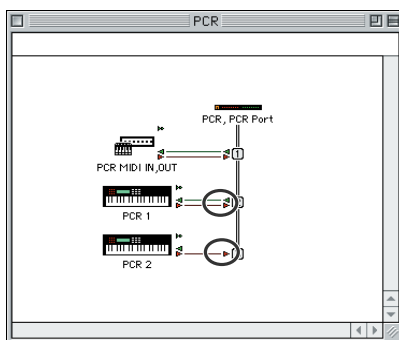 PCR
PCR, PCR Port
1
PCR MIDI IN,OUT
PCR 1
PCR 2